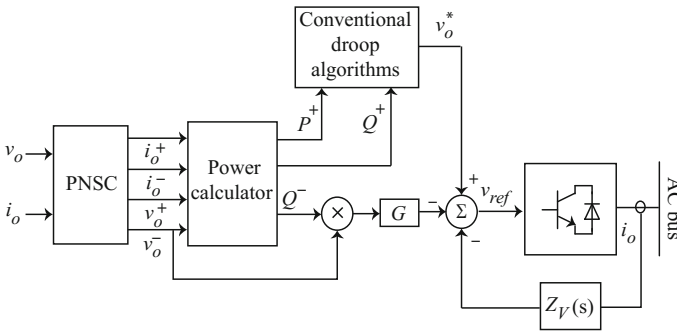 Conventional
droop
algorithms
v_o^*
P^+
Q^+
v_o
i_o
PNSC
i_o^+
i_o^-
v_o^+
v_o^-
Power
calculator
Q^-
×
G
−
+
Σ
−
v_ref
i_o
AC bus
Z_V(s)